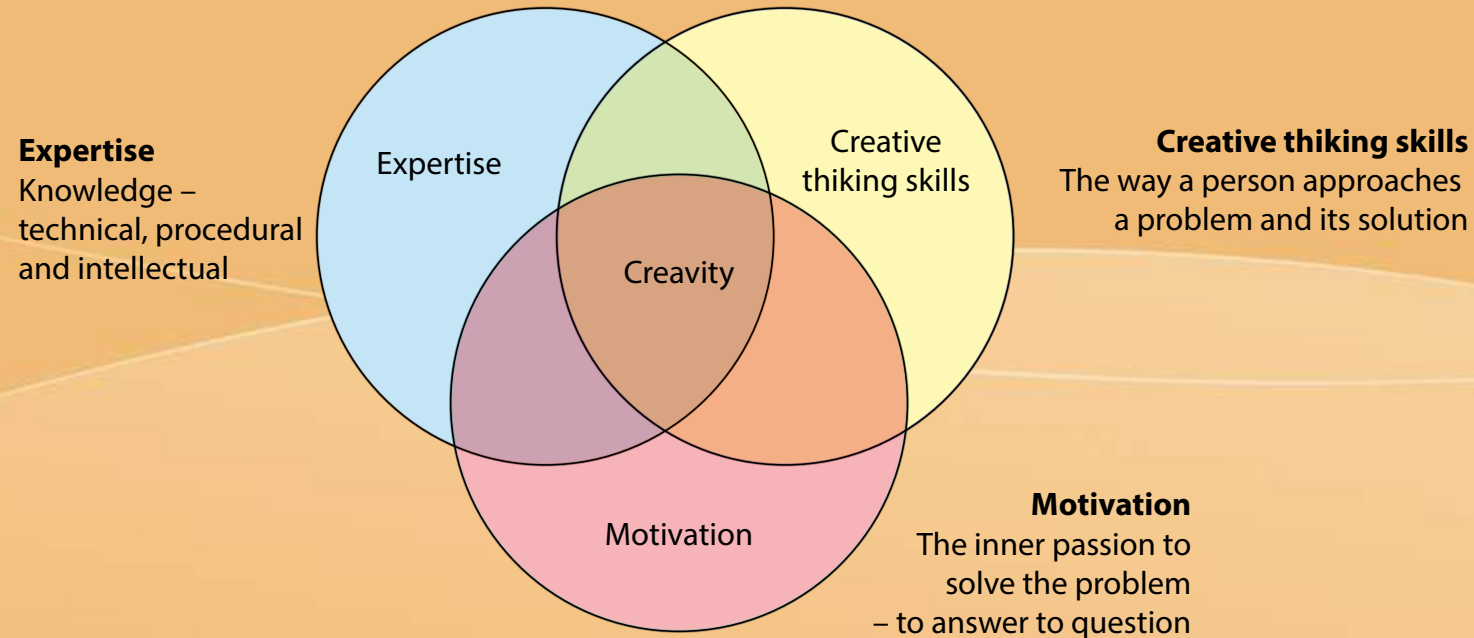 Expertise
Knowledge –
technical, procedural
and intellectual
Expertise
Creative
thiking skills
Creavity
Motivation
Creative thiking skills
The way a person approaches
a problem and its solution
Motivation
The inner passion to
solve the problem
– to answer to question